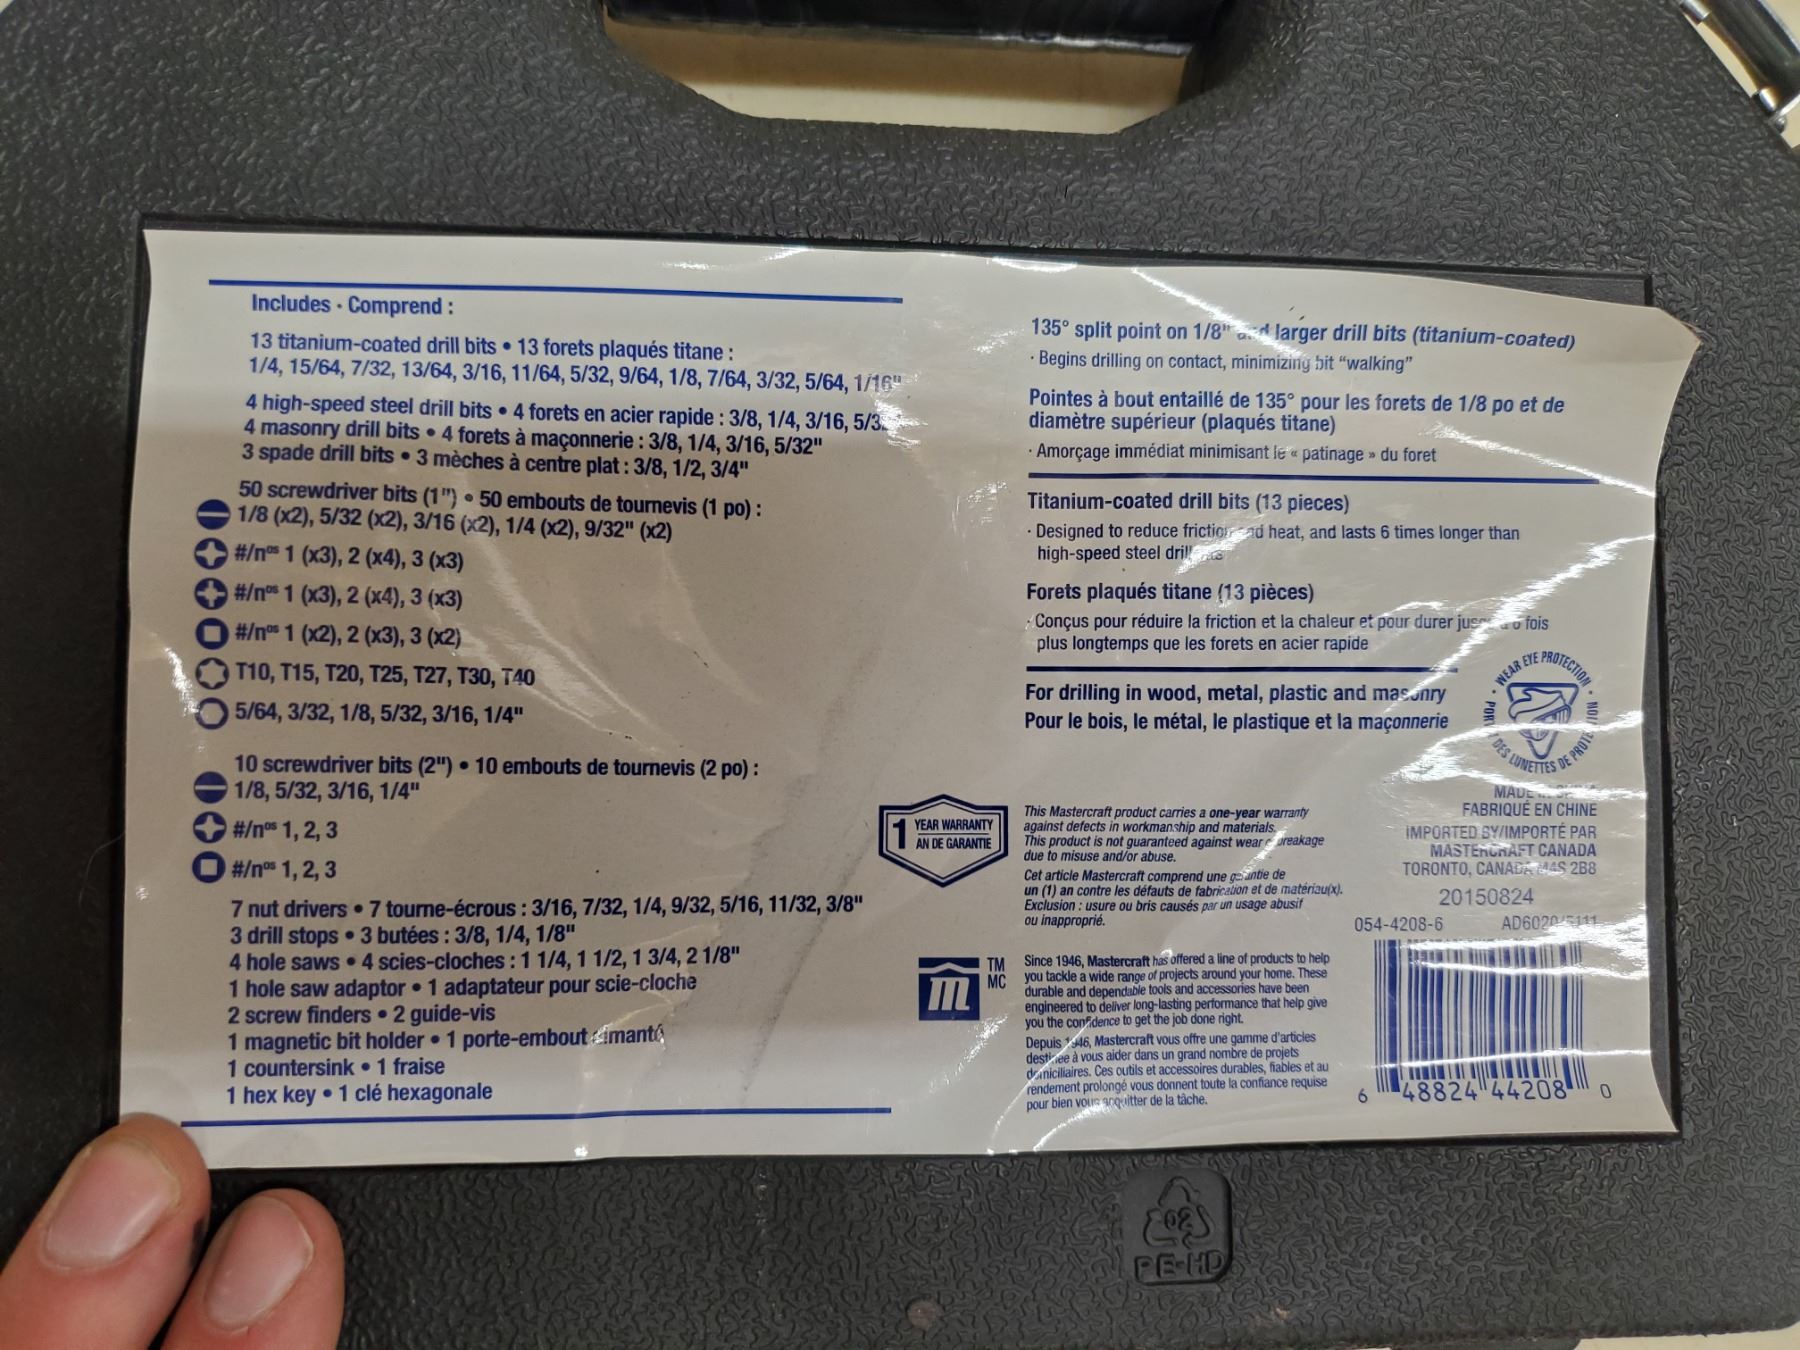 Includes • Comprend :
13 titanium-coated drill bits • 13 forets plaqués titane :
1/4, 15/64, 7/32, 13/64, 3/16, 11/64, 5/32, 9/64, 1/8, 7/64, 3/32, 5/64, 1/16"
4 high-speed steel drill bits • 4 forets en acier rapide : 3/8, 1/4, 3/16,
4 masonry drill bits • 4 forets à maçonnerie : 3/8, 1/4, 3/16, 5/32"
3 spade drill bits • 3 mèches à centre plat : 3/8, 1/2, 3/4"
50 screwdriver bits (1") • 50 embouts de tournevis (1 po) :
1/8 (x2), 5/32 (x2), 3/16 (x2), 1/4 (x2), 9/32" (x2)
#/nᵒˢ 1 (x3), 2 (x4), 3 (x3)
#/nᵒˢ 1 (x3), 2 (x4), 3 (x3)
#/nᵒˢ 1 (x2), 2 (x3), 3 (x2)
T10, T15, T20, T25, T27, T30, T40
5/64, 3/32, 1/8, 5/32, 3/16, 1/4"
10 screwdriver bits (2") • 10 embouts de tournevis (2 po) :
1/8, 5/32, 3/16, 1/4"
#/nᵒˢ 1, 2, 3
#/nᵒˢ 1, 2, 3
7 nut drivers • 7 tourne-écrous : 3/16, 7/32, 1/4, 9/32, 5/16, 11/32, 3/8"
3 drill stops • 3 butées : 3/8, 1/4, 1/8"
4 hole saws • 4 scies-cloches : 1 1/4, 1 1/2, 1 3/4, 2 1/8"
1 hole saw adaptor • 1 adaptateur pour scie-cloche
2 screw finders • 2 guide-vis
1 magnetic bit holder • 1 porte-embout aimanté
1 countersink • 1 fraise
1 hex key • 1 clé hexagonale
135° split point on 1/8" and larger drill bits (titanium-coated)
· Begins drilling on contact, minimizing bit "walking"
Pointes à bout entaillé de 135° pour les forets de 1/8 po et de
diamètre supérieur (plaqués titane)
· Amorçage immédiat minimisant le « patinage » du foret
Titanium-coated drill bits (13 pieces)
· Designed to reduce friction and heat, and lasts 6 times longer than
high-speed steel drill bits
Forets plaqués titane (13 pièces)
· Conçus pour réduire la friction et la chaleur et pour durer jusqu'à 6 fois
plus longtemps que les forets en acier rapide
For drilling in wood, metal, plastic and masonry
Pour le bois, le métal, le plastique et la maçonnerie
WEAR EYE PROTECTION
DES LUNETTES DE
1 YEAR WARRANTY
AN DE GARANTIE
This Mastercraft product carries a one-year warranty
against defects in workmanship and materials.
This product is not guaranteed against wear or breakage
due to misuse and/or abuse.
Cet article Mastercraft comprend une garantie de
un (1) an contre les défauts de fabrication et de matériau(x).
Exclusion : usure ou bris causés par un usage abusif
ou inapproprié.
m TM
MC
Since 1946, Mastercraft has offered a line of products to help
you tackle a wide range of projects around your home. These
durable and dependable tools and accessories have been
engineered to deliver long-lasting performance that help give
you the confidence to get the job done right.
Depuis 1946, Mastercraft vous offre une gamme d'articles
destinée à vous aider dans un grand nombre de projets
domiciliaires. Ces outils et accessoires durables, fiables et au
rendement prolongé vous donnent toute la confiance requise
pour bien vous acquitter de la tâche.
MADE IN CHINA
FABRIQUÉ EN CHINE
IMPORTED BY/IMPORTÉ PAR
MASTERCRAFT CANADA
TORONTO, CANADA M4S 2B8
20150824
054-4208-6
6 48824 44208 0
02
PE-HD